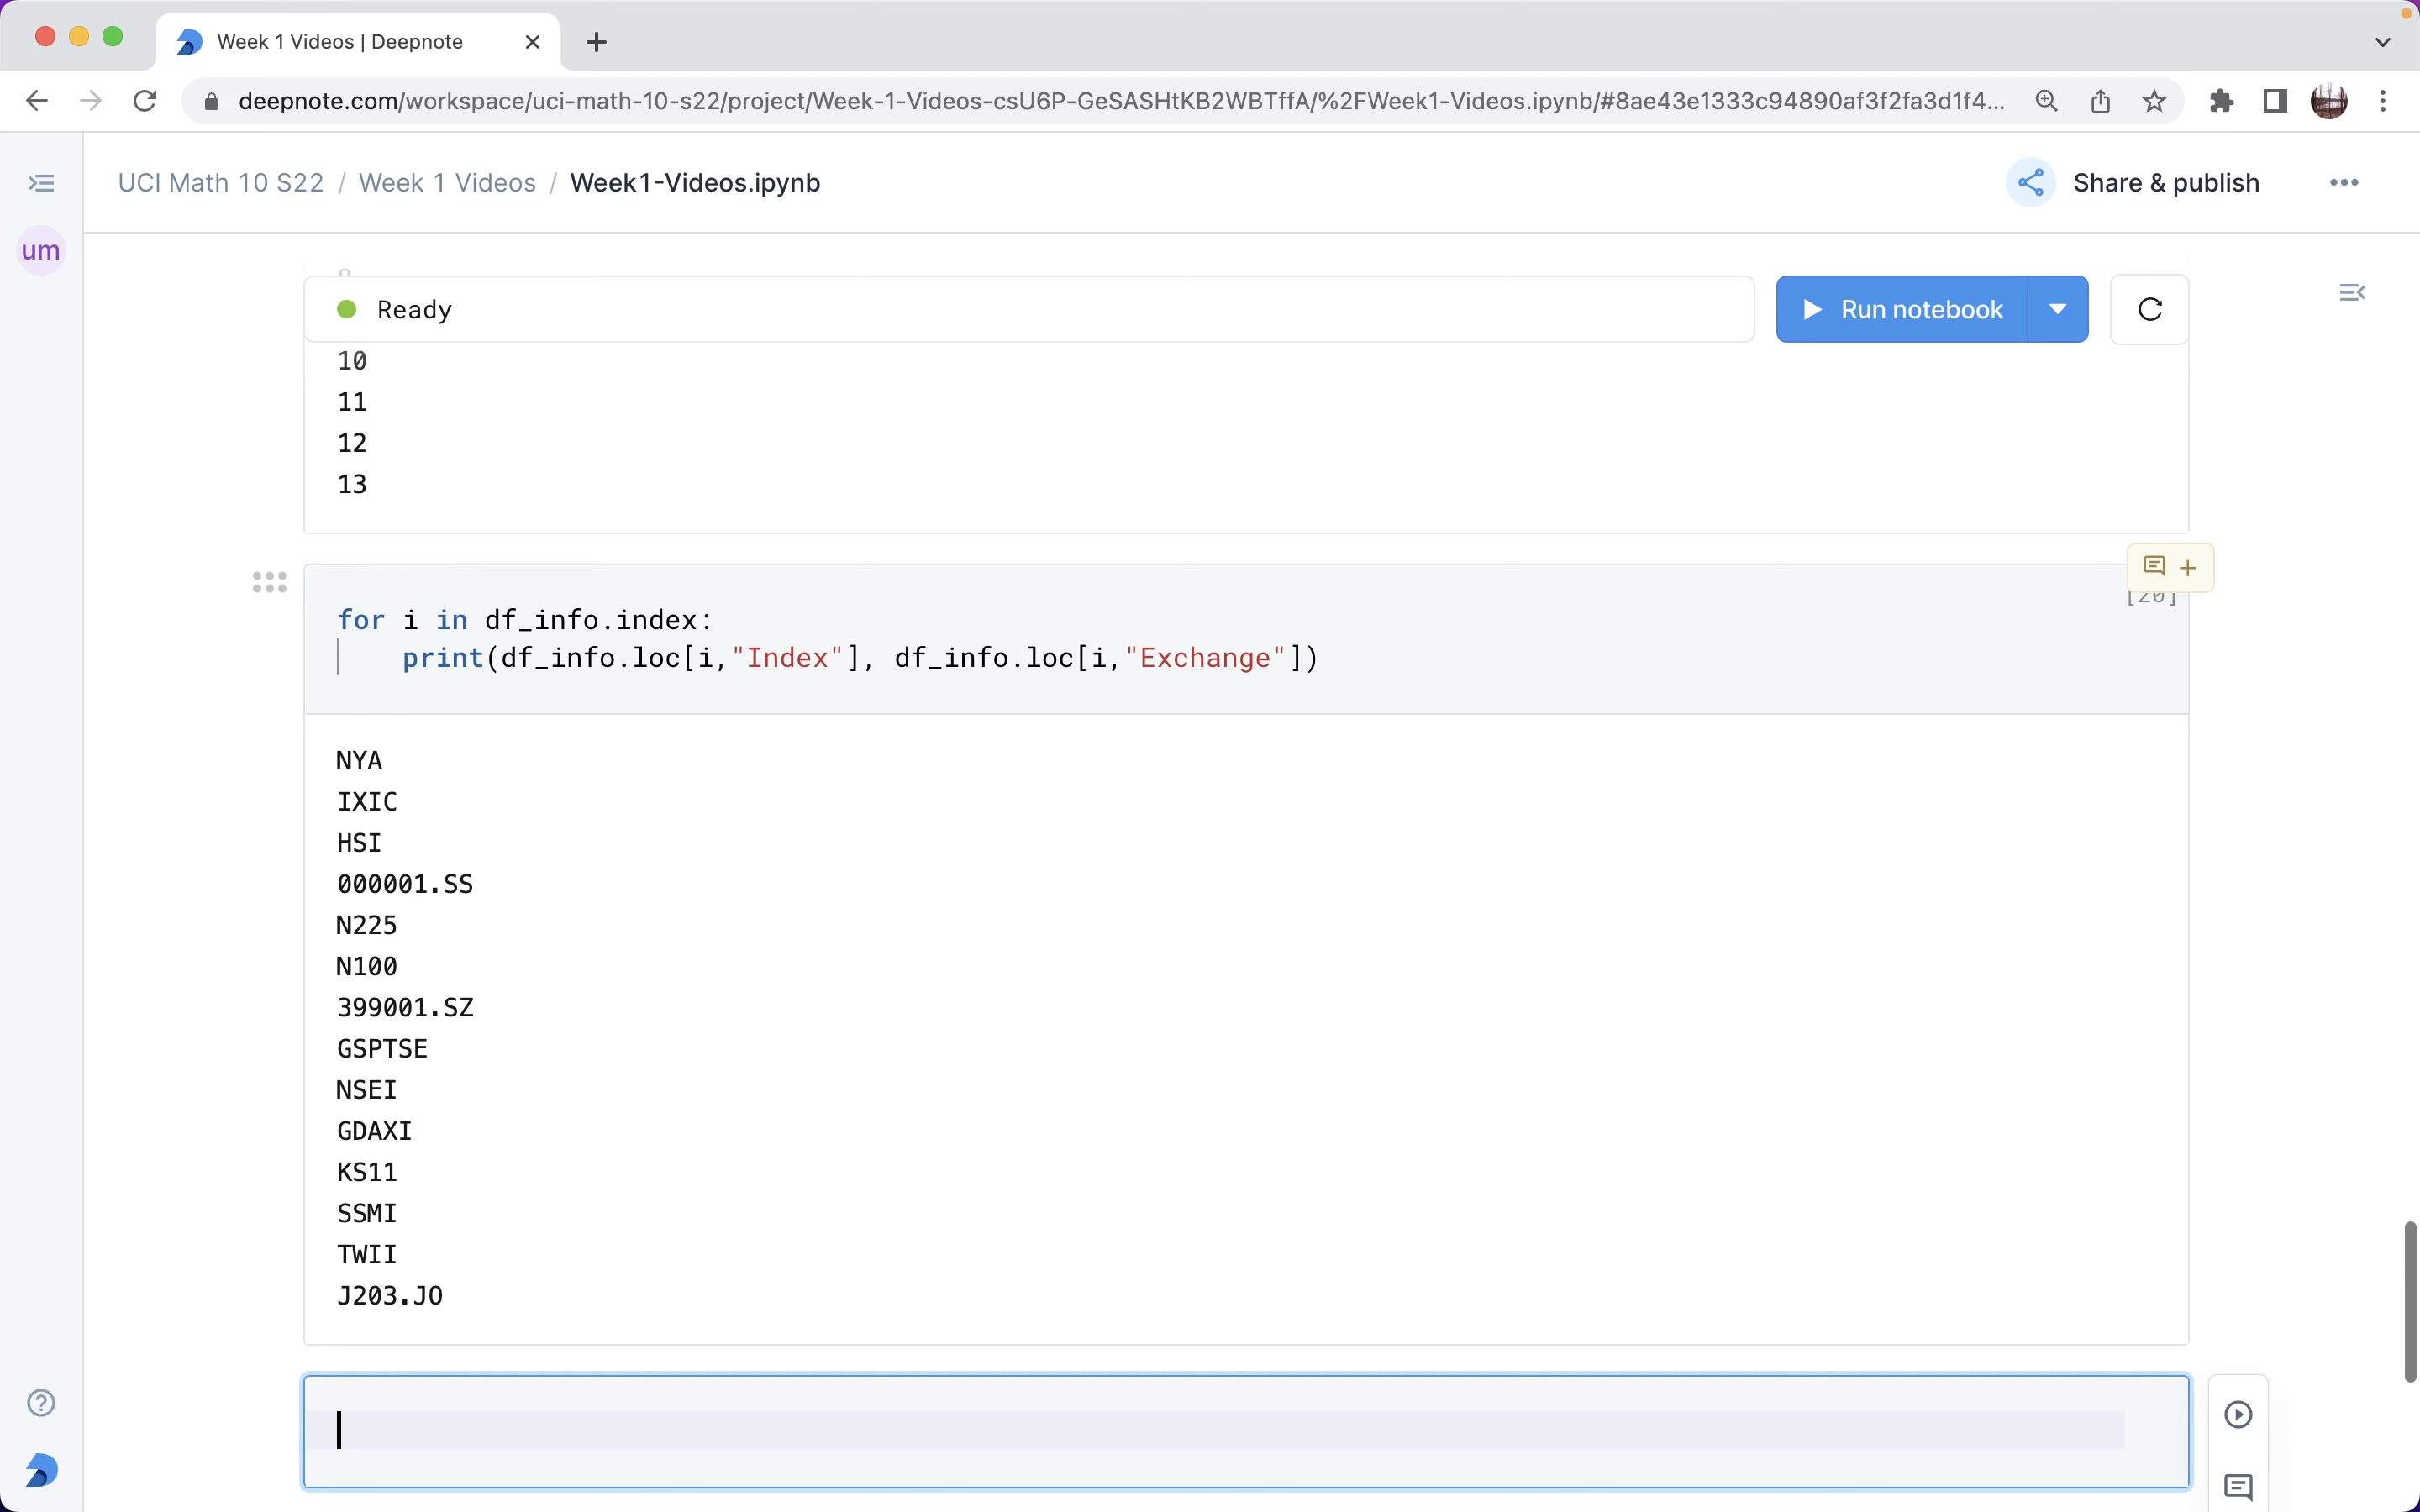 Week 1 Videos | Deepnote
deepnote.com/workspace/uci-math-10-s22/project/Week-1-Videos-csU6P-GeSASHtKB2WBTffA/%2FWeek1-Videos.ipynb/#8ae43e1333c94890af3f2fa3d1f4...
UCI Math 10 S22 / Week 1 Videos / Week1-Videos.ipynb
Share & publish
um
Ready
Run notebook
10
11
12
13
[20]
for i in df_info.index:
    print(df_info.loc[i,"Index"], df_info.loc[i,"Exchange"])
NYA
IXIC
HSI
000001.SS
N225
N100
399001.SZ
GSPTSE
NSEI
GDAXI
KS11
SSMI
TWII
J203.JO